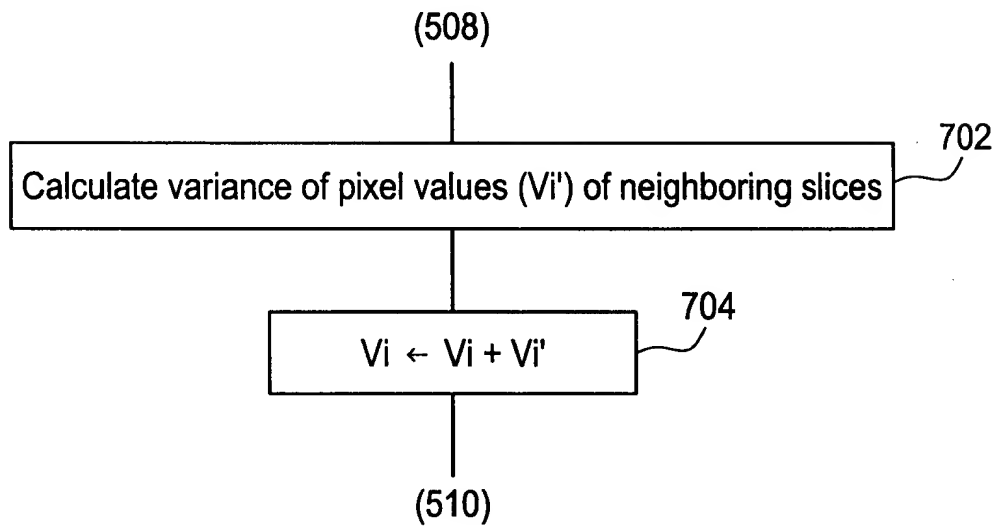 (508)
702
Calculate variance of pixel values (Vi') of neighboring slices
704
Vi ← Vi + Vi'
(510)